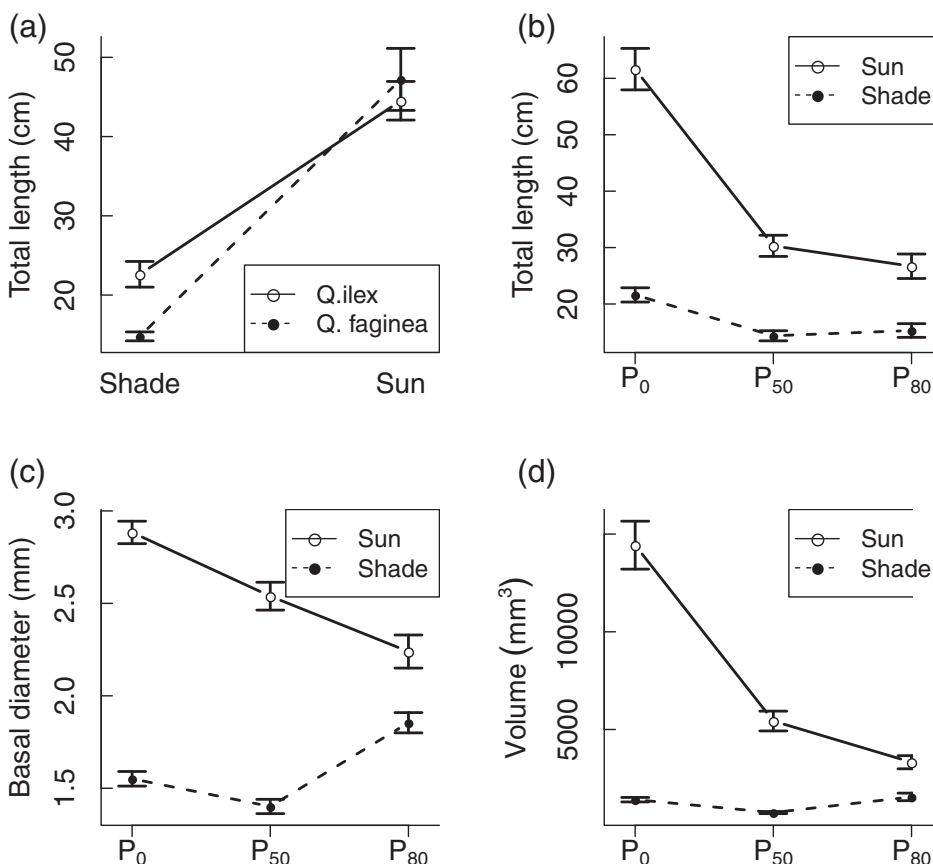 (a)
Total length (cm)
50
40
30
20
Q.ilex
Q. faginea
Shade Sun
(b)
Total length (cm)
60
50
40
30
20
Sun
Shade
P0 P50 P80
(c)
Basal diameter (mm)
3.0
2.5
2.0
1.5
Sun
Shade
P0 P50 P80
(d)
Volume (mm³)
10000
5000
Sun
Shade
P0 P50 P80